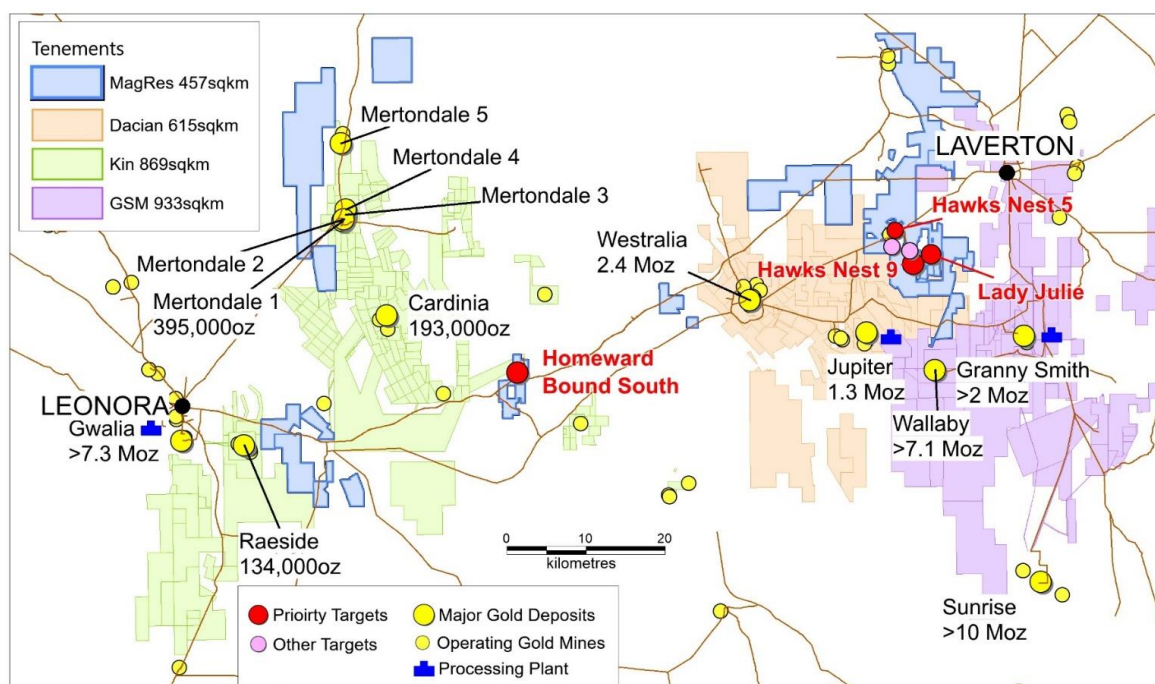 Tenements
MagRes 457sqkm
Dacian 615sqkm
Kin 869sqkm
GSM 933sqkm
Mertondale 5
Mertondale 4
Mertondale 3
Mertondale 2
Mertondale 1
395,000oz
Cardinia
193,000oz
LEONORA
Gwalia
>7.3 Moz
Raeside
134,000oz
Homeward
Bound South
Westralia
2.4 Moz
LAVERTON
Hawks Nest 5
Hawks Nest 9
Lady Julie
Jupiter
1.3 Moz
Granny Smith
>2 Moz
Wallaby
>7.1 Moz
Sunrise
>10 Moz
0 10 20
kilometres
Prioirty Targets
Other Targets
Major Gold Deposits
Operating Gold Mines
Processing Plant